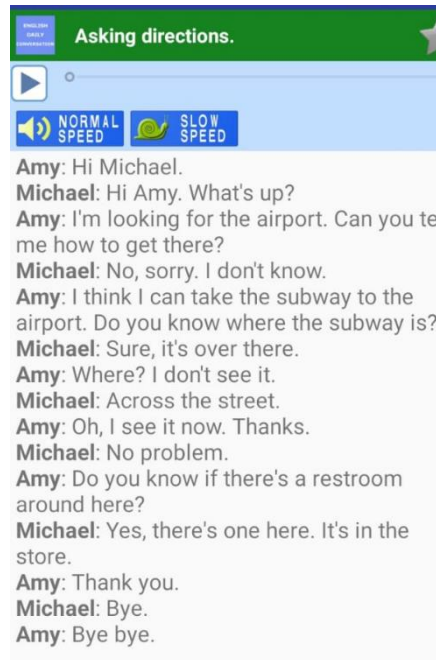 ENGLISH
DAILY
CONVERSATION
Asking directions.
NORMAL
SPEED
SLOW
SPEED
Amy: Hi Michael.
Michael: Hi Amy. What's up?
Amy: I'm looking for the airport. Can you te
me how to get there?
Michael: No, sorry. I don't know.
Amy: I think I can take the subway to the
airport. Do you know where the subway is?
Michael: Sure, it's over there.
Amy: Where? I don't see it.
Michael: Across the street.
Amy: Oh, I see it now. Thanks.
Michael: No problem.
Amy: Do you know if there's a restroom
around here?
Michael: Yes, there's one here. It's in the
store.
Amy: Thank you.
Michael: Bye.
Amy: Bye bye.